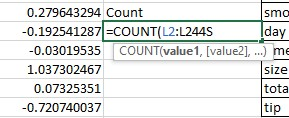 0.279643294 Count smo
-0.192541287 =COUNT(L2:L244S day
-0.03019535 COUNT(value1, [value2], ...) me
1.037302467 size
0.07325351 tota
-0.720740037 tip